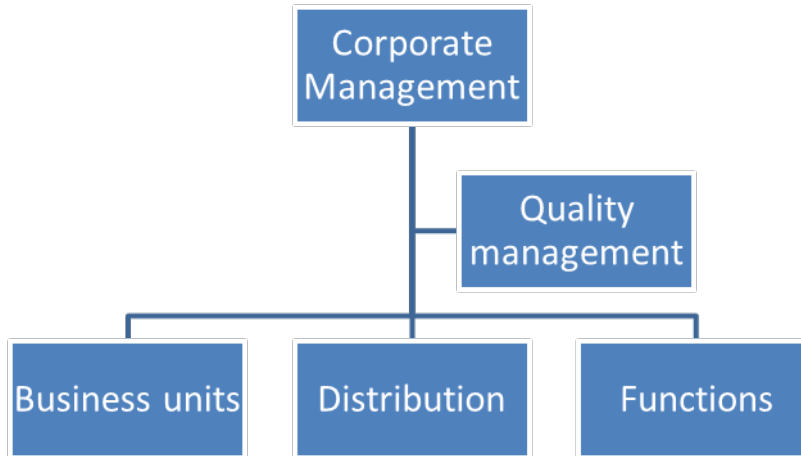 Corporate
Management
Quality
management
Business units
Distribution
Functions